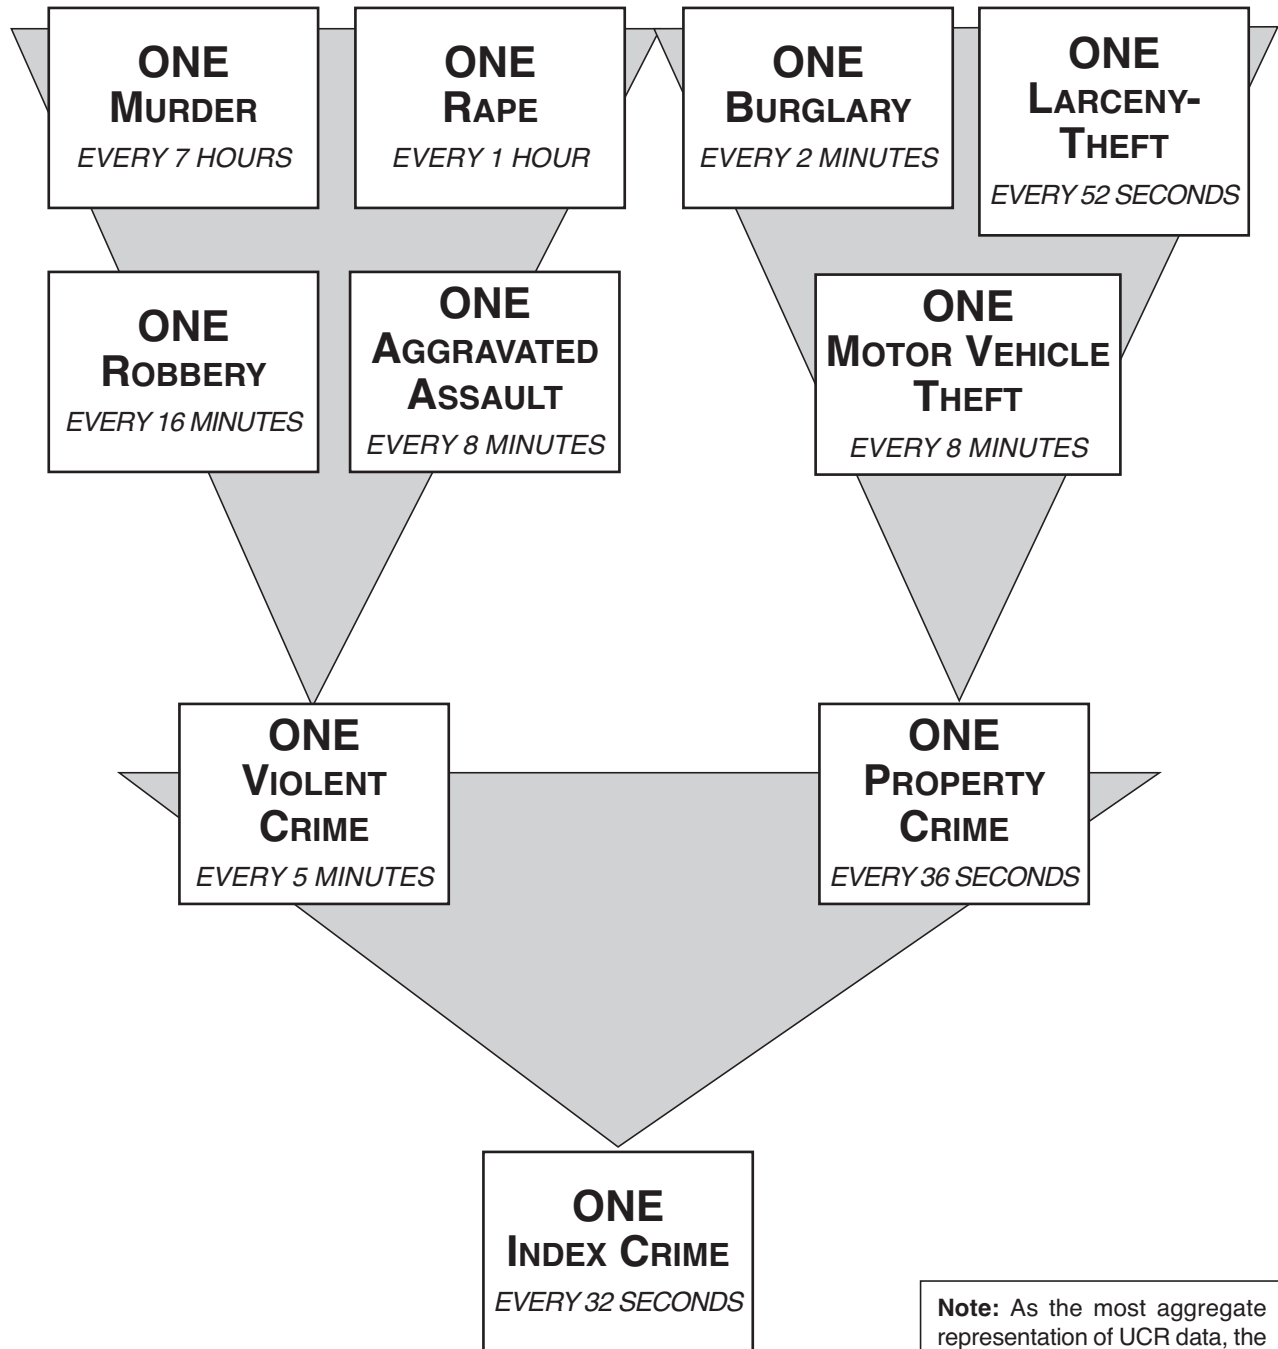 ONE
MURDER
EVERY 7 HOURS
ONE
RAPE
EVERY 1 HOUR
ONE
BURGLARY
EVERY 2 MINUTES
ONE
LARCENY-
THEFT
EVERY 52 SECONDS
ONE
ROBBERY
EVERY 16 MINUTES
ONE
AGGRAVATED
ASSAULT
EVERY 8 MINUTES
ONE
MOTOR VEHICLE
THEFT
EVERY 8 MINUTES
ONE
VIOLENT
CRIME
EVERY 5 MINUTES
ONE
PROPERTY
CRIME
EVERY 36 SECONDS
ONE
INDEX CRIME
EVERY 32 SECONDS
Note: As the most aggregate
representation of UCR data, the